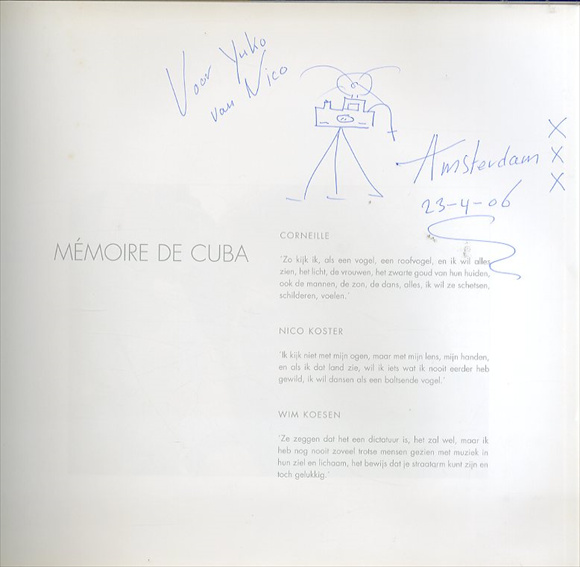 Voor Yuko
van Nico
Amsterdam
X
X
X
23-4-06
MÉMOIRE DE CUBA
CORNEILLE
'Zo kijk ik, als een vogel, een roofvogel, en ik wil alles
zien, het licht, de vrouwen, het zwarte goud van hun huiden,
ook de mannen, de zon, de dans, alles, ik wil ze schetsen,
schilderen, voelen.'
NICO KOSTER
'Ik kijk niet met mijn ogen, maar met mijn lens, mijn handen,
en als ik dat land zie, wil ik iets wat ik nooit eerder heb
gewild, ik wil dansen als een baltsende vogel.'
WIM KOESEN
'Ze zeggen dat het een dictatuur is, het zal wel, maar ik
heb nog nooit zoveel trotse mensen gezien met muziek in
hun ziel en lichaam, het bewijs dat je straatarm kunt zijn en
toch gelukkig.'